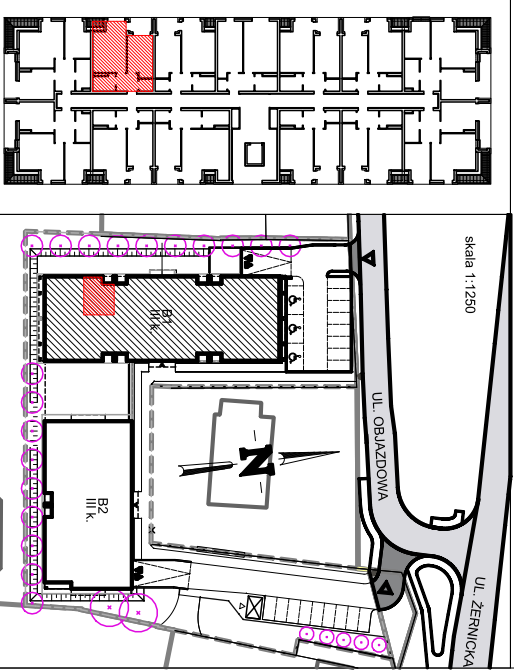 skala 1:1250
B1
III k.
UL. OBJAZDOWA
N
B2
III k.
UL. ŻERNICKA